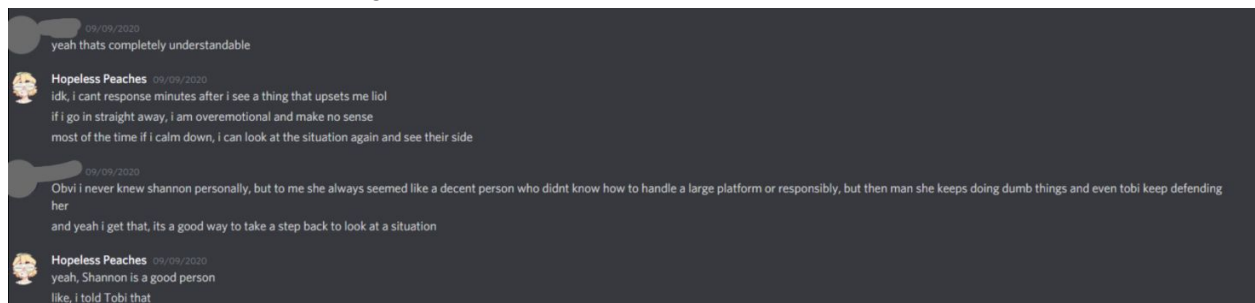 09/09/2020
yeah thats completely understandable
Hopeless Peaches 09/09/2020
idk, i cant response minutes after i see a thing that upsets me liol
if i go in straight away, i am overemotional and make no sense
most of the time if i calm down, i can look at the situation again and see their side
09/09/2020
Obvi i never knew shannon personally, but to me she always seemed like a decent person who didnt know how to handle a large platform or responsibly, but then man she keeps doing dumb things and even tobi keep defending
her
and yeah i get that, its a good way to take a step back to look at a situation
Hopeless Peaches 09/09/2020
yeah, Shannon is a good person
like, i told Tobi that